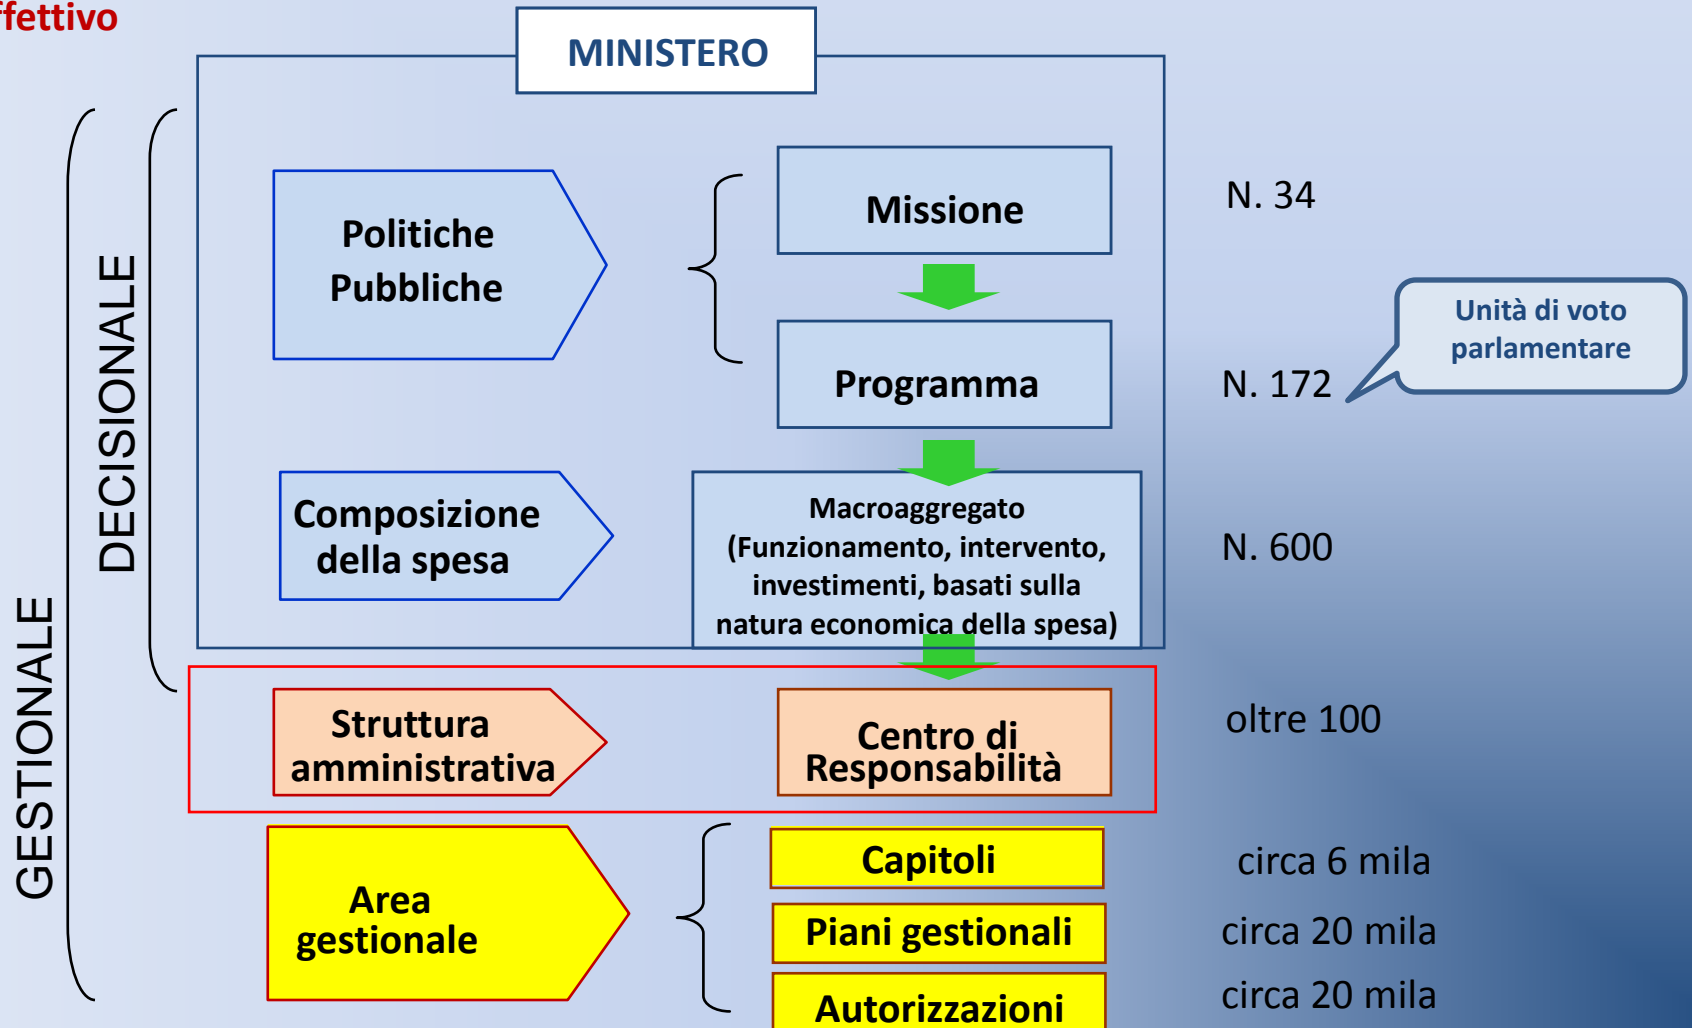 ffettivo
MINISTERO
DECISIONALE
GESTIONALE
Politiche
Pubbliche
Missione
N. 34
Programma
N. 172
Unità di voto
parlamentare
Composizione
della spesa
Macroaggregato
(Funzionamento, intervento,
investimenti, basati sulla
natura economica della spesa)
N. 600
Struttura
amministrativa
Centro di
Responsabilità
oltre 100
Area
gestionale
Capitoli
circa 6 mila
Piani gestionali
circa 20 mila
Autorizzazioni
circa 20 mila